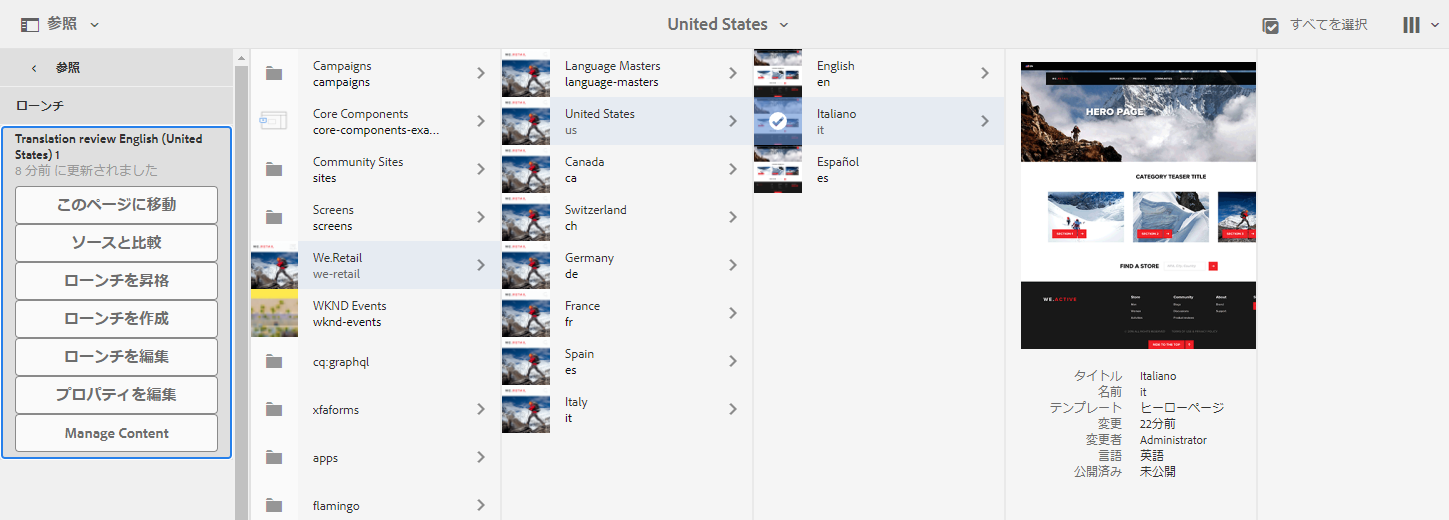 参照
United States
すべてを選択
参照
ローンチ
Translation review English (United
States) 1
8 分前 に更新されました
このページに移動
ソースと比較
ローンチを昇格
ローンチを作成
ローンチを編集
プロパティを編集
Manage Content
Campaigns
campaigns
Core Components
core-components-exa...
Community Sites
sites
Screens
screens
We.Retail
we-retail
WKND Events
wknd-events
cq:graphql
xfaforms
apps
flamingo
Language Masters
language-masters
United States
us
Canada
ca
Switzerland
ch
Germany
de
France
fr
Spain
es
Italy
it
English
en
Italiano
it
Español
es
HERO PAGE
CATEGORY TEASER TITLE
SECTION 1
SECTION 2
FIND A STORE
WE.ACTIVE
Store
Community
About
タイトル Italiano
名前 it
テンプレート ヒーローページ
変更 22分前
変更者 Administrator
言語 英語
公開済み 未公開